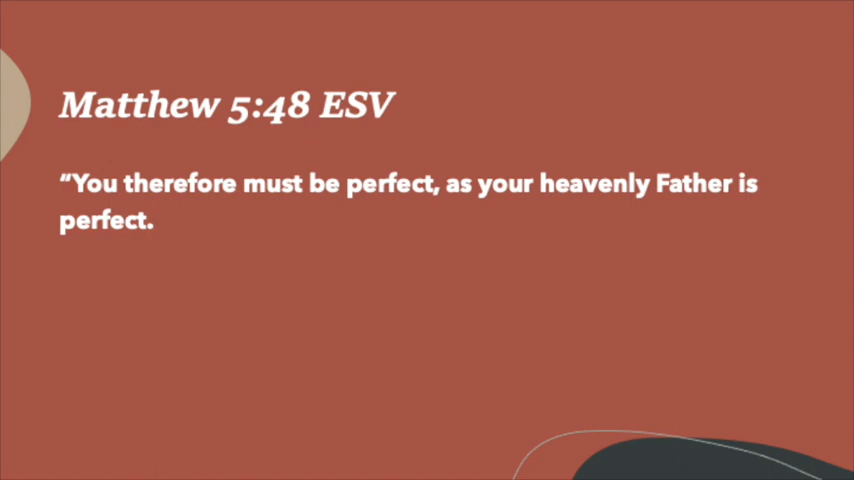 Matthew 5:48 ESV
“You therefore must be perfect, as your heavenly Father is
perfect.